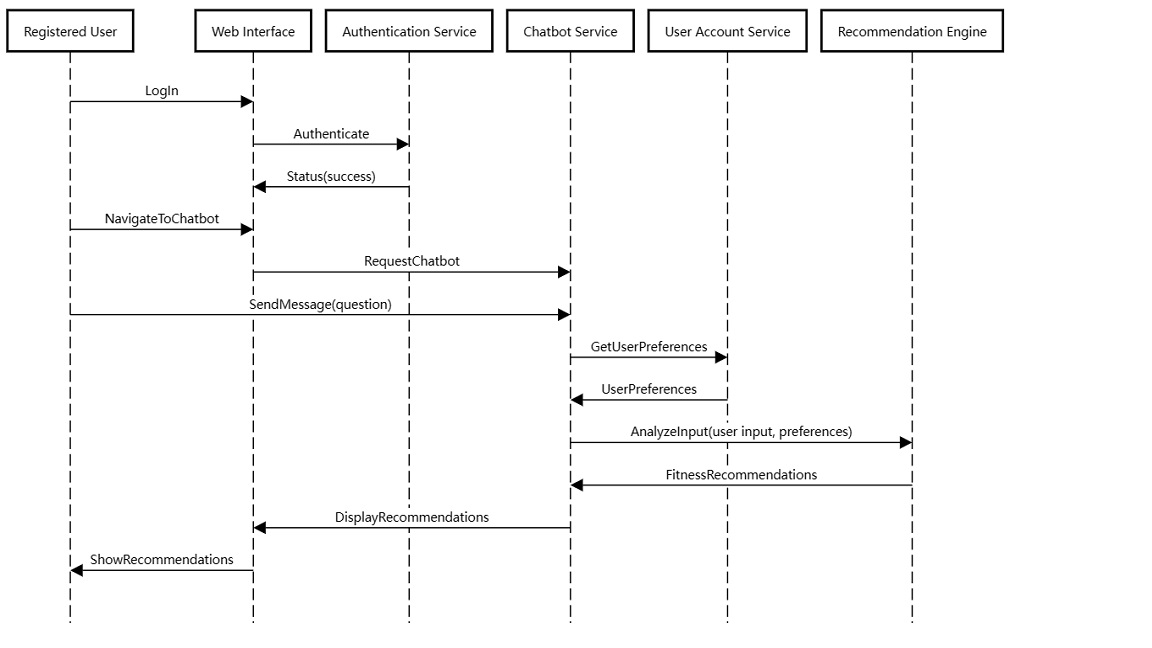 Registered User
Web Interface
Authentication Service
Chatbot Service
User Account Service
Recommendation Engine
LogIn
Authenticate
Status(success)
NavigateToChatbot
RequestChatbot
SendMessage(question)
GetUserPreferences
UserPreferences
AnalyzeInput(user input, preferences)
FitnessRecommendations
DisplayRecommendations
ShowRecommendations